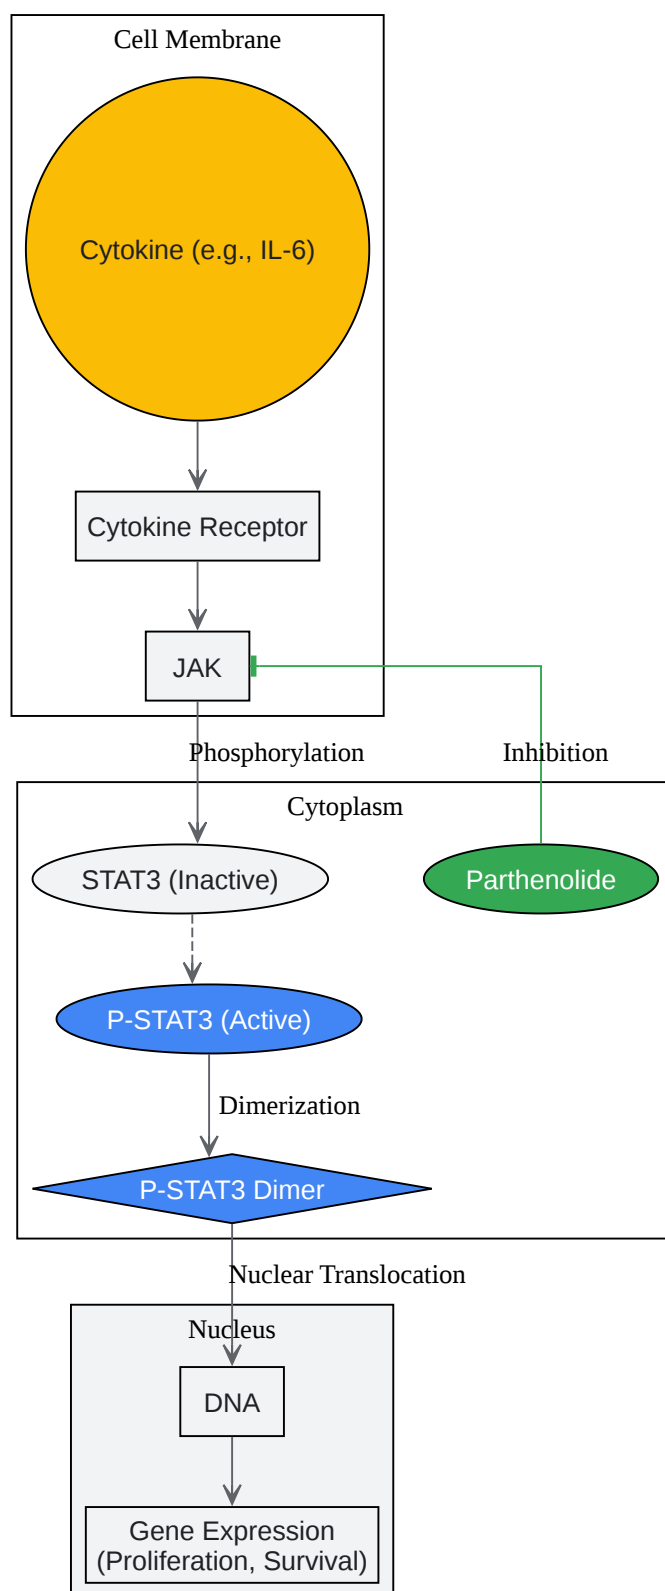 Cell Membrane
Cytokine (e.g., IL-6)
Cytokine Receptor
JAK
Phosphorylation
Inhibition
Cytoplasm
STAT3 (Inactive)
Parthenolide
P-STAT3 (Active)
Dimerization
P-STAT3 Dimer
Nuclear Translocation
Nucleus
DNA
Gene Expression
(Proliferation, Survival)